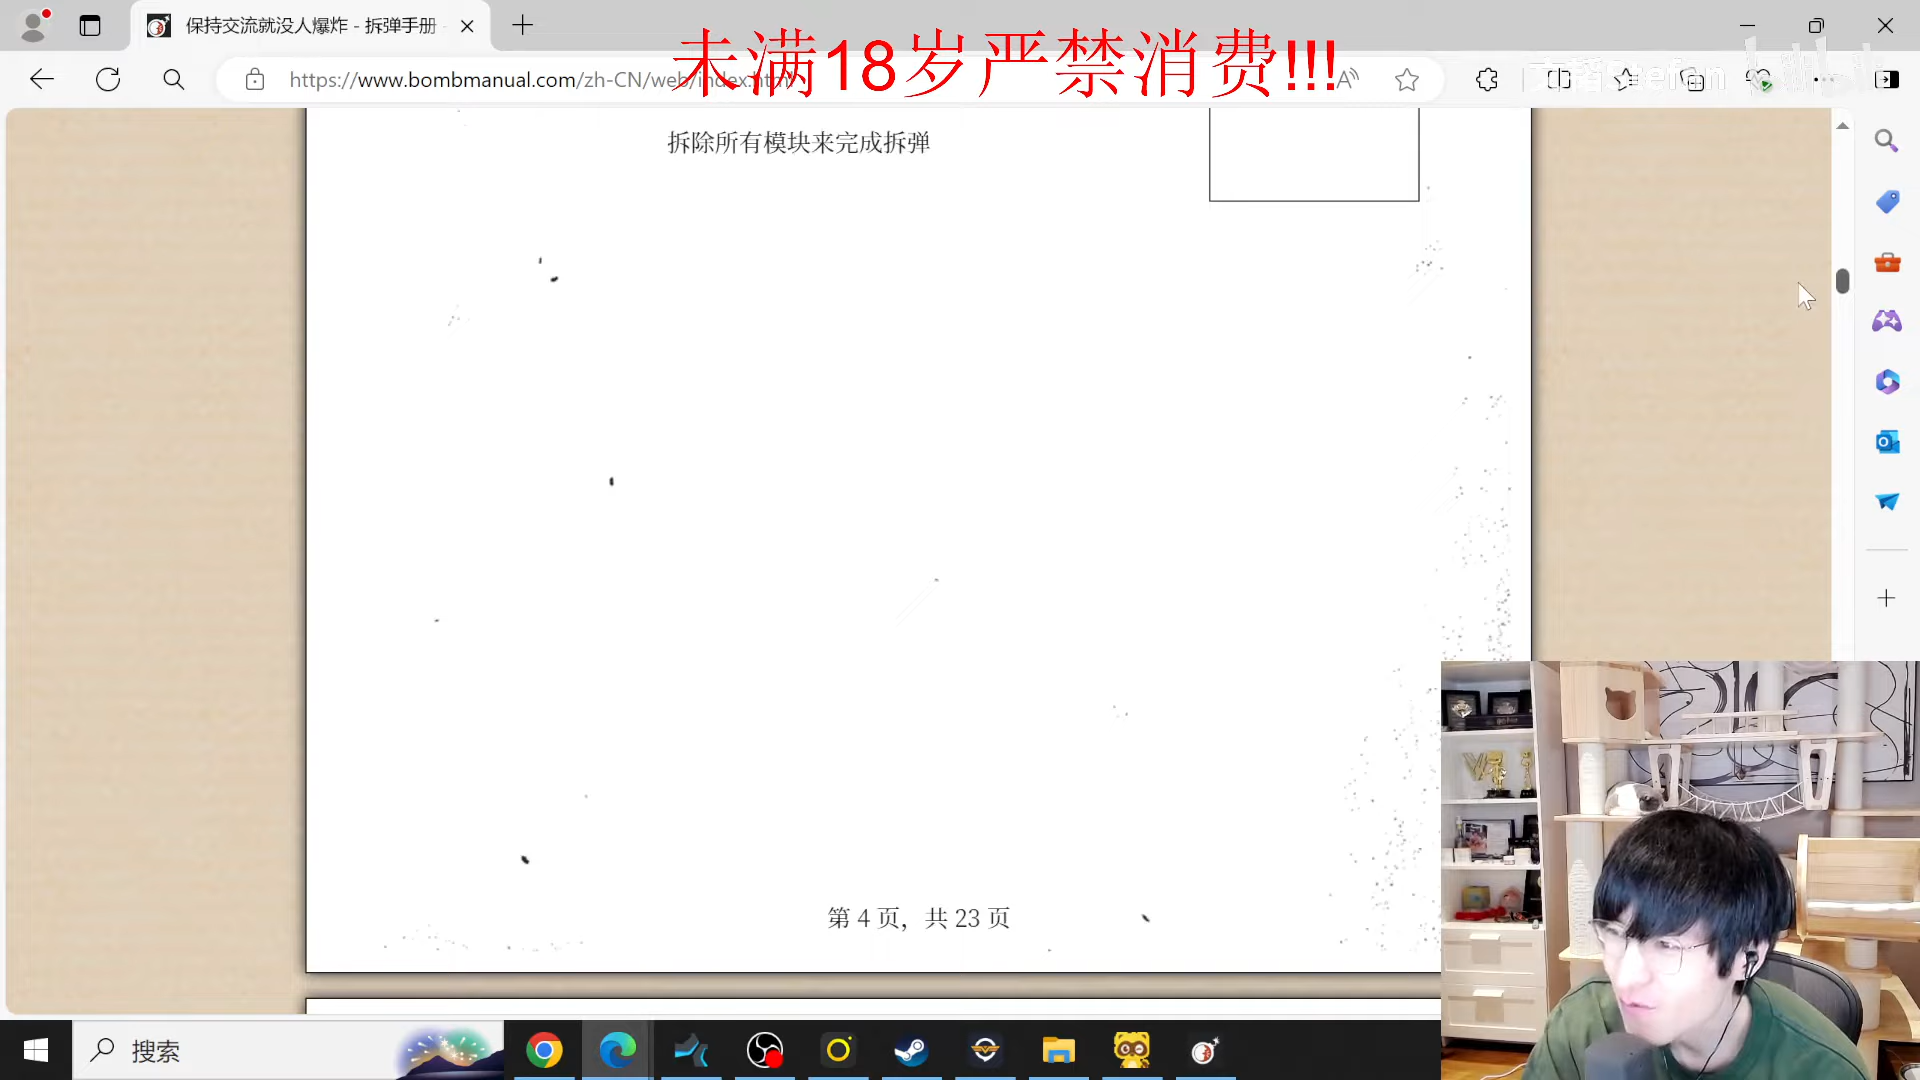 保持交流就没人爆炸 - 拆弹手册
https://www.bombmanual.com/zh-CN/web/index.html
未满18岁严禁消费!!!
拆除所有模块来完成拆弹
第 4 页，共 23 页
搜索